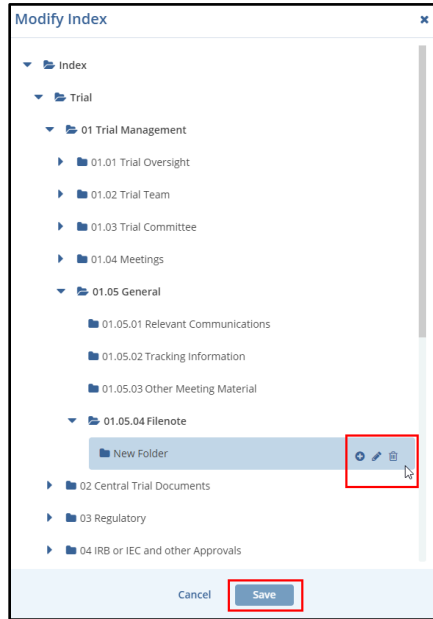 Modify Index
Index
Trial
01 Trial Management
01.01 Trial Oversight
01.02 Trial Team
01.03 Trial Committee
01.04 Meetings
01.05 General
01.05.01 Relevant Communications
01.05.02 Tracking Information
01.05.03 Other Meeting Material
01.05.04 Filenote
New Folder
02 Central Trial Documents
03 Regulatory
04 IRB or IEC and other Approvals
Cancel Save